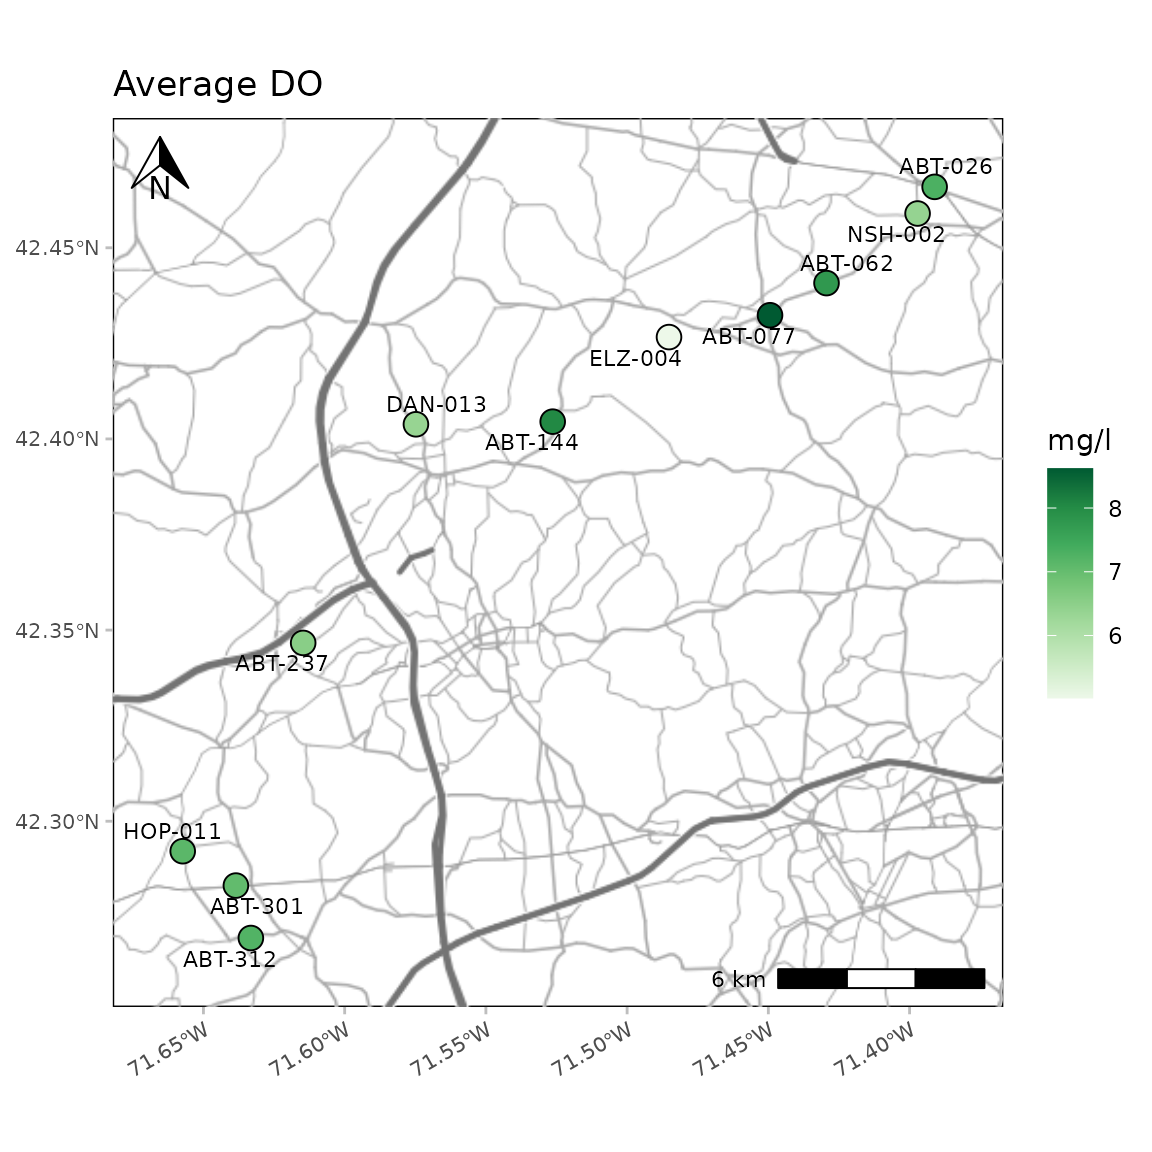 Average DO
N
ABT-026
NSH-002
42.45°N
ABT-062
ABT-077
ELZ-004
DAN-013
42.40°N
ABT-144
mg/l
8
7
6
42.35°N
ABT-237
42.30°N
HOP-011
ABT-301
ABT-312
6 km
71.65°W
71.60°W
71.55°W
71.50°W
71.45°W
71.40°W